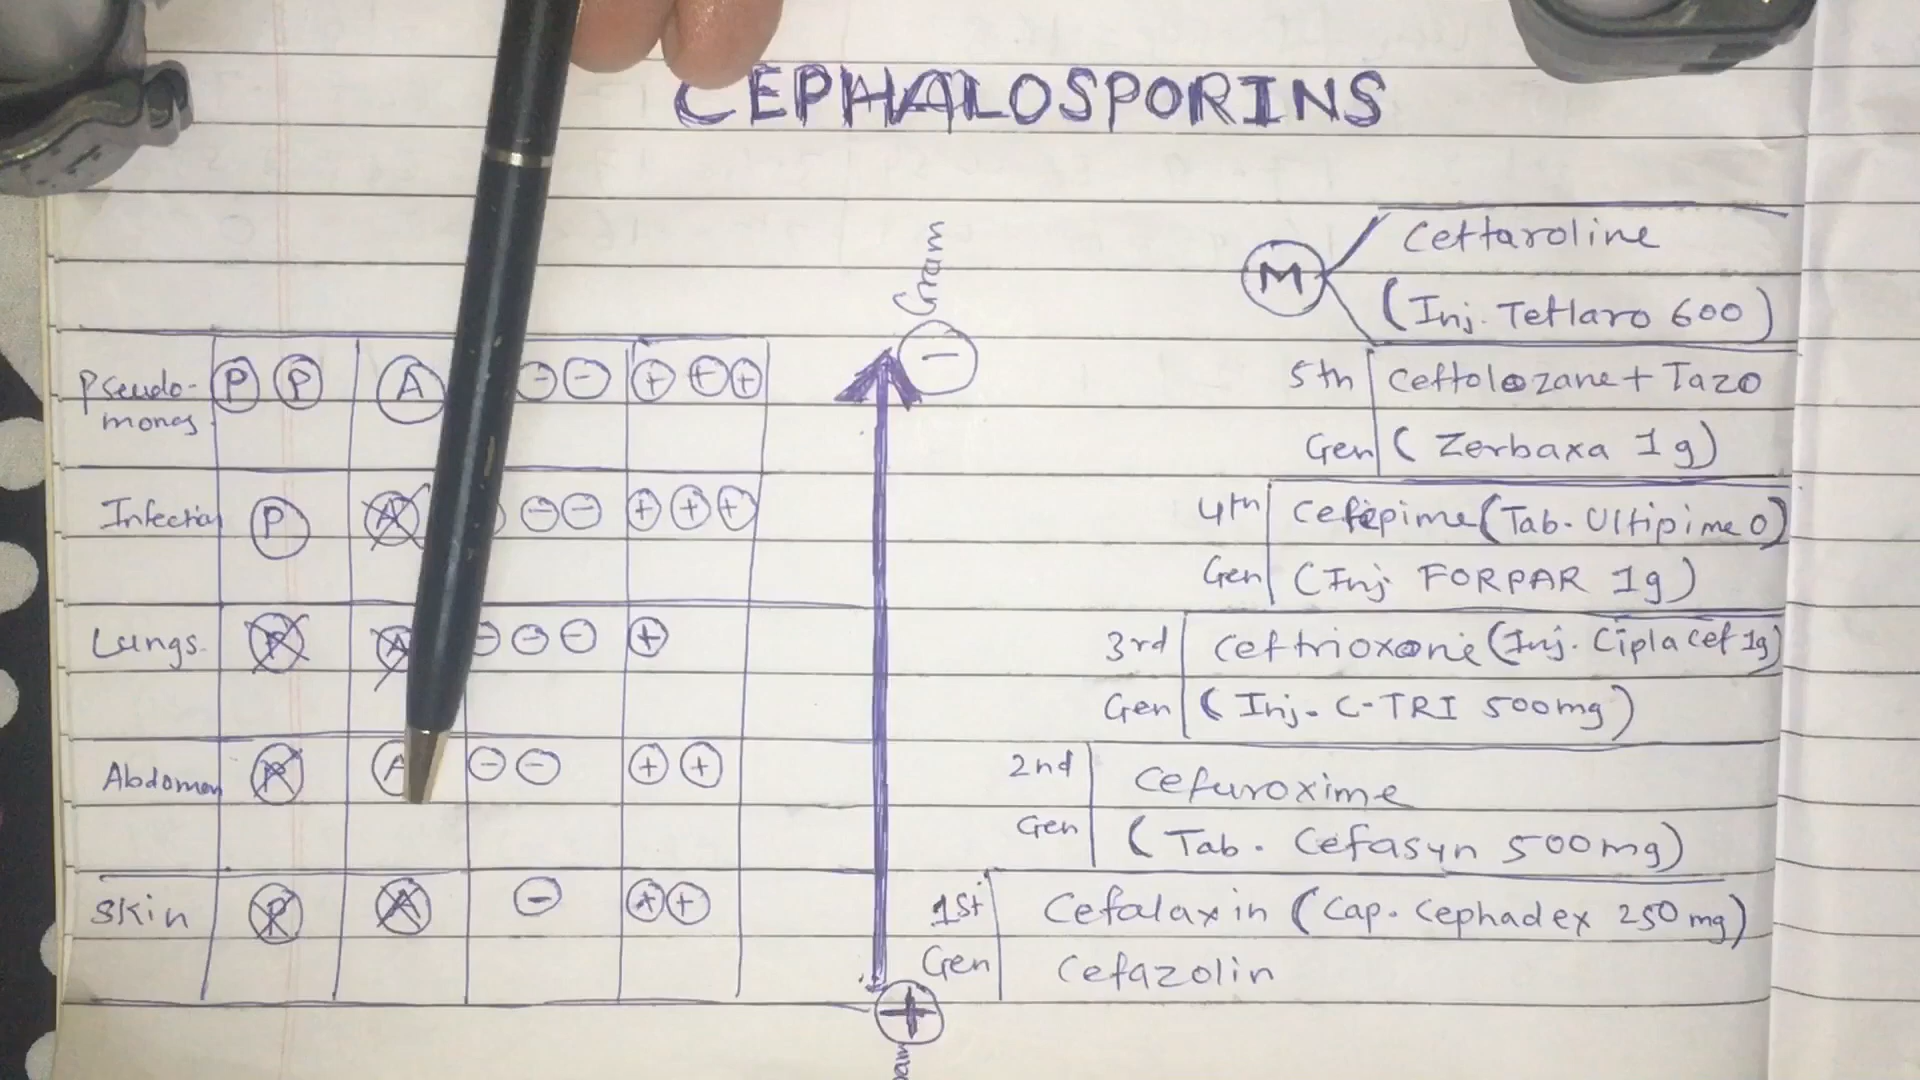 CEPHALOSPORINS
Gram
−
M
Ceftaroline
(Inj. Teflaro 600)
5th Gen
Ceftolozane + Tazo
(Zerbaxa 1g)
4th Gen
Cefipime (Tab. Ultipime O)
(Inj FORPAR 1g)
3rd Gen
Ceftrioxone (Inj. Ciplacef 1g)
(Inj. C-TRI 500mg)
2nd Gen
Cefuroxime
(Tab. Cefasyn 500mg)
1st Gen
Cefalaxin (Cap. Cephadex 250mg)
Cefazolin
Pseudo-
monas
P P A − − + + +
Infection P A − − + + +
Lungs P A − − − +
Abdomen P A − − + +
Skin P A − + +
+